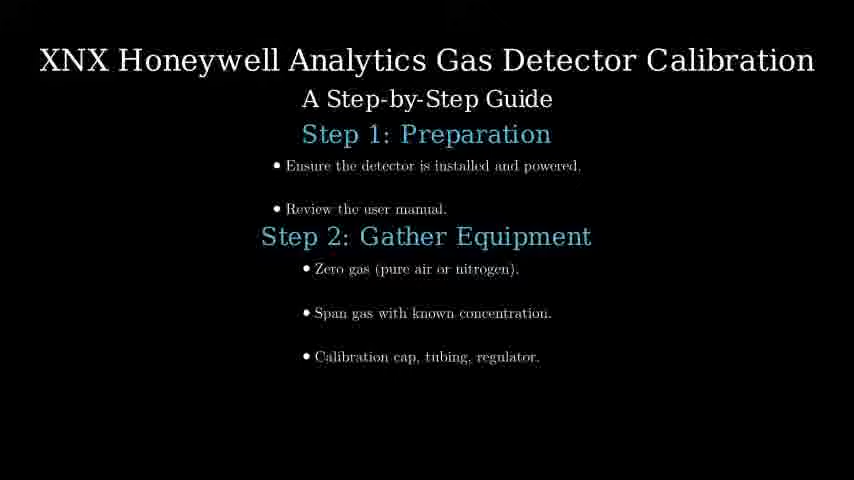 XNX Honeywell Analytics Gas Detector Calibration
A Step-by-Step Guide
Step 1: Preparation
• Ensure the detector is installed and powered.
• Review the user manual.
Step 2: Gather Equipment
• Zero gas (pure air or nitrogen).
• Span gas with known concentration.
• Calibration cap, tubing, regulator.